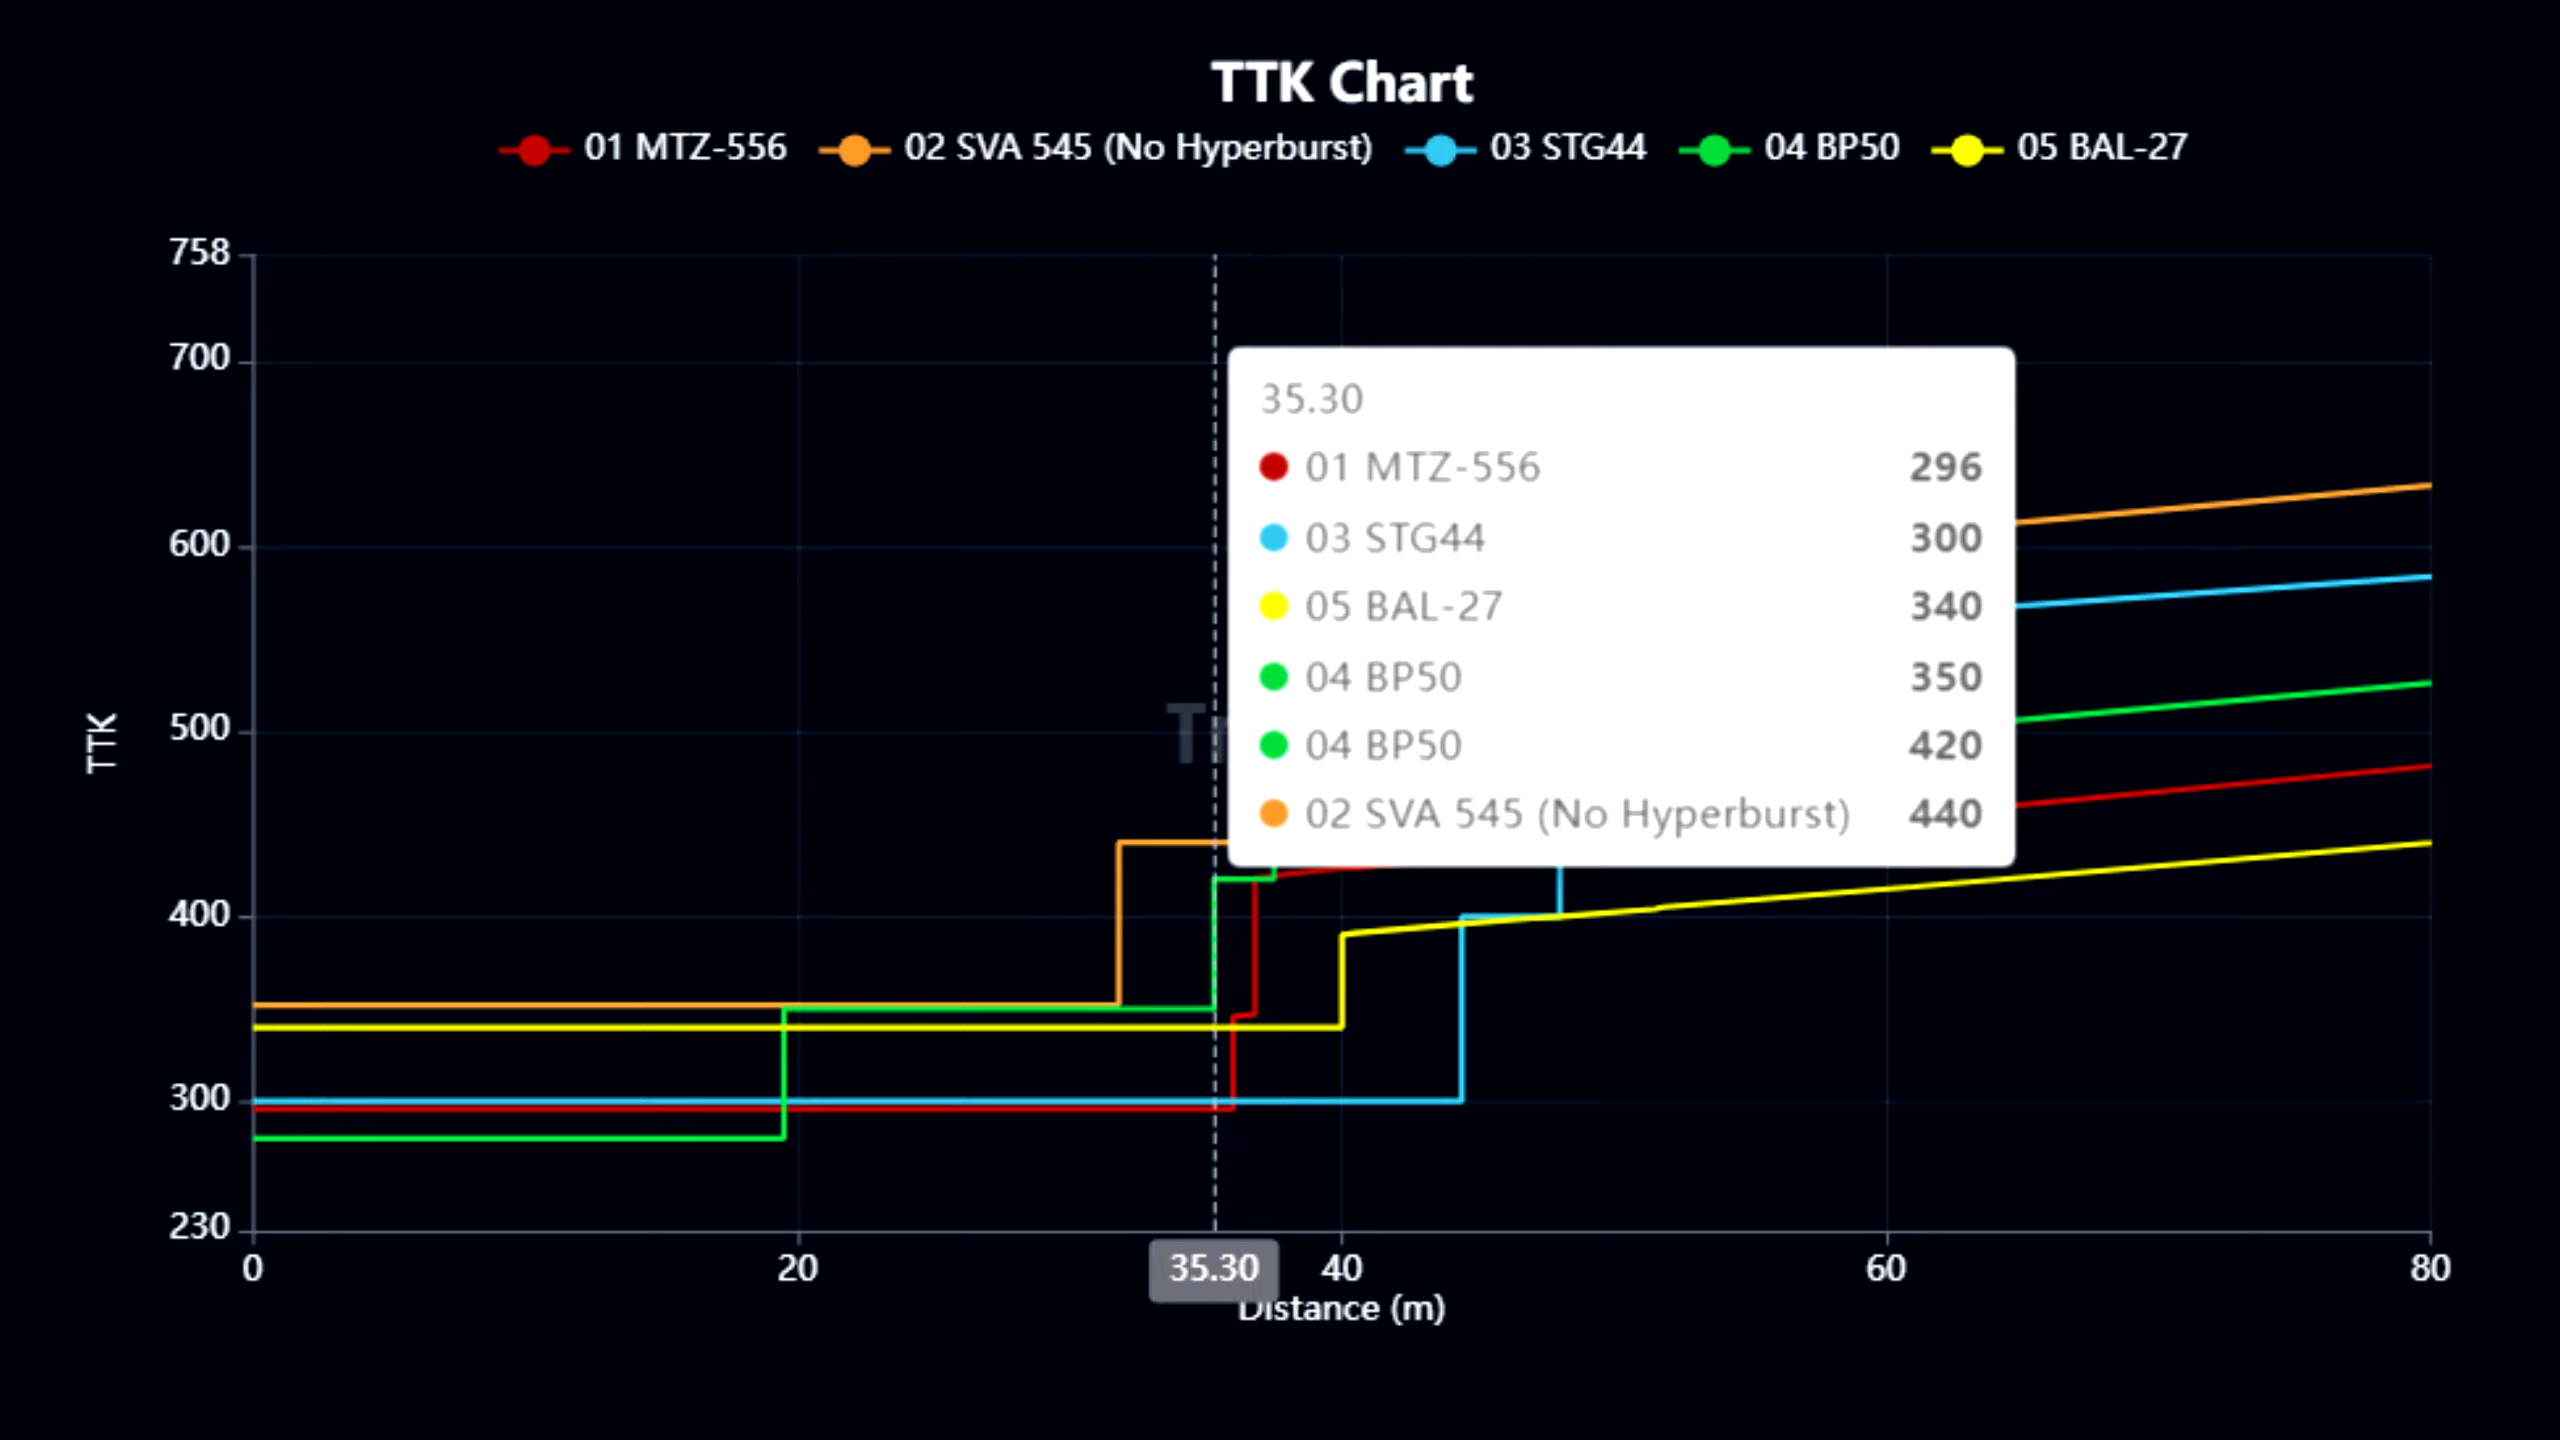 TTK Chart
01 MTZ-556 02 SVA 545 (No Hyperburst) 03 STG44 04 BP50 05 BAL-27
758
700
600
500
400
300
230
TTK
35.30
01 MTZ-556 296
03 STG44 300
05 BAL-27 340
04 BP50 350
04 BP50 420
02 SVA 545 (No Hyperburst) 440
0 20 35.30 40 60 80
Distance (m)